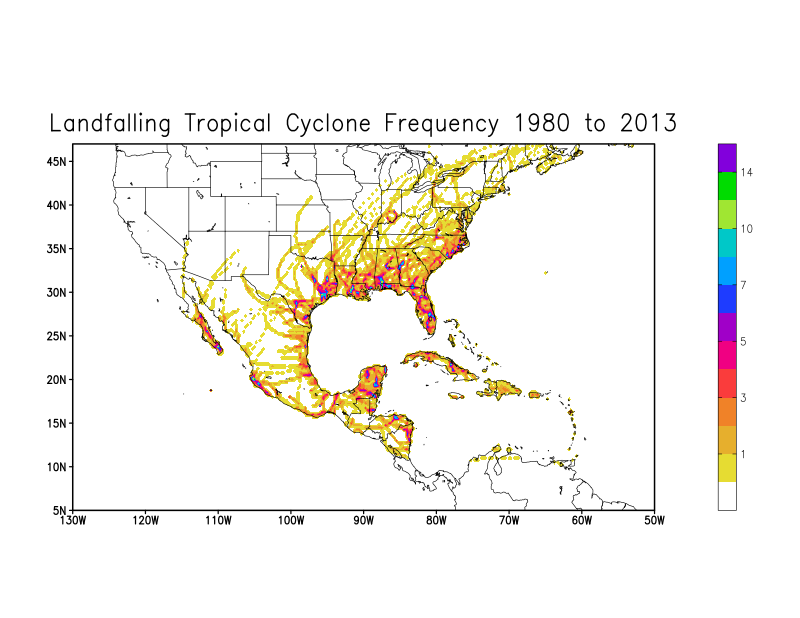 Landfalling Tropical Cyclone Frequency 1980 to 2013
45N
40N
35N
30N
25N
20N
15N
10N
5N
130W 120W 110W 100W 90W 80W 70W 60W 50W
14
10
7
5
3
1